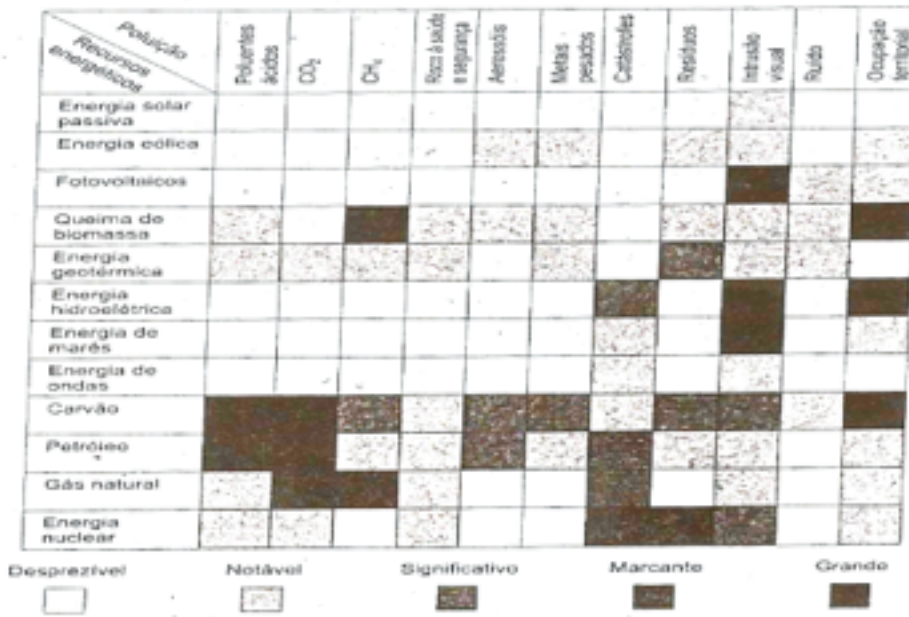 Poluição
Recursos
energéticos
Poluentes
ácidos
CO₂
CH₄
Risco à saúde
e segurança
Aerossóis
Metais
pesados
Catástrofes
Resíduos
Intrusão
visual
Ruído
Ocupação
territorial
Energia solar
passiva
Energia eólica
Fotovoltaicos
Queima de
biomassa
Energia
geotérmica
Energia
hidroelétrica
Energia de
marés
Energia de
ondas
Carvão
Petróleo
Gás natural
Energia
nuclear
Desprezível
Notável
Significativo
Marcante
Grande